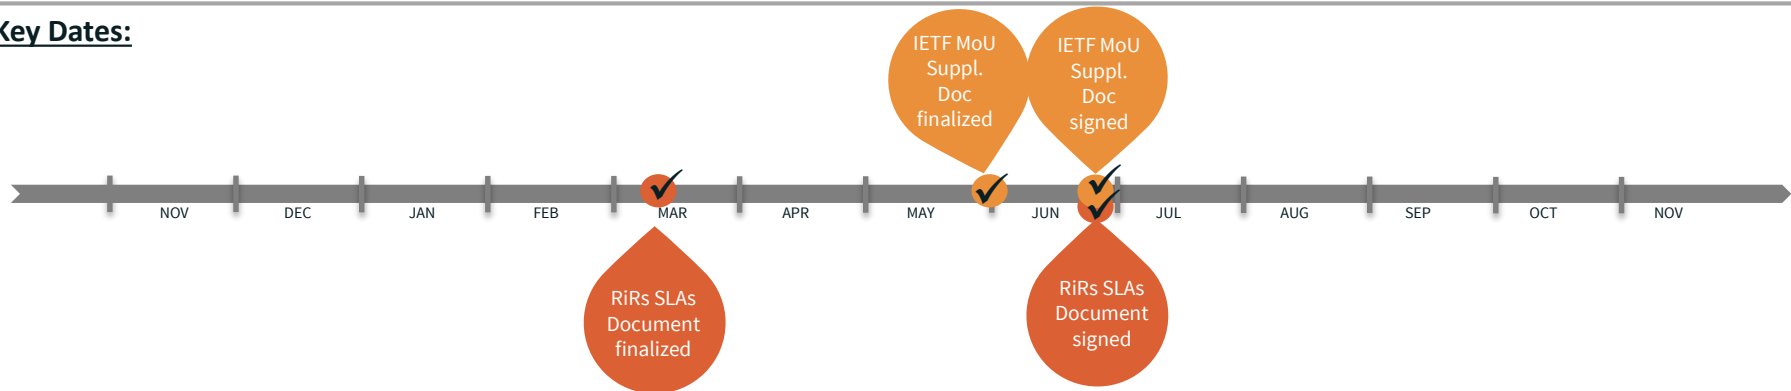 Key Dates:
IETF MoU
Suppl.
Doc
finalized
IETF MoU
Suppl.
Doc
signed
NOV DEC JAN FEB MAR APR MAY JUN JUL AUG SEP OCT NOV
RiRs SLAs
Document
finalized
RiRs SLAs
Document
signed